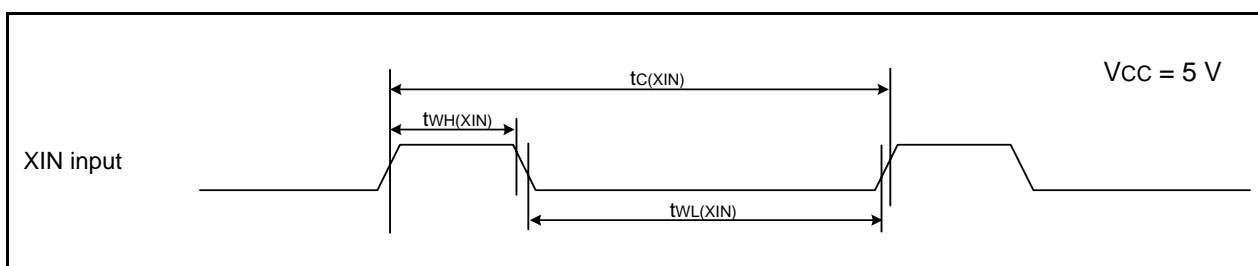 VCC = 5 V
tC(XIN)
tWH(XIN)
XIN input
tWL(XIN)